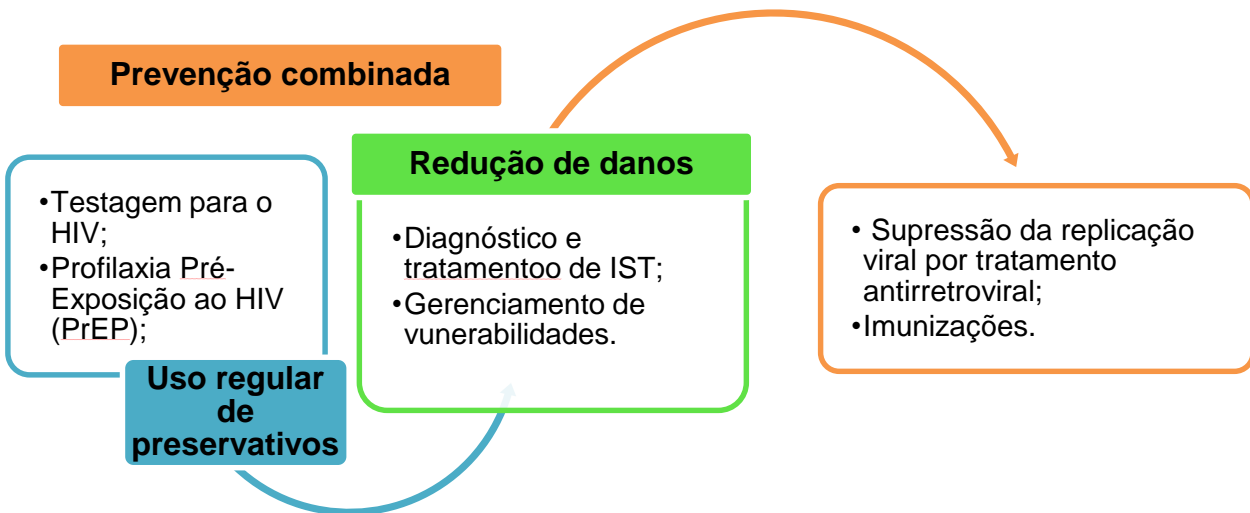 Prevenção combinada
•Testagem para o
HIV;
•Profilaxia Pré-
Exposição ao HIV
(PrEP);
Uso regular
de
preservativos
Redução de danos
•Diagnóstico e
tratamentoo de IST;
•Gerenciamento de
vunerabilidades.
• Supressão da replicação
viral por tratamento
antirretroviral;
•Imunizações.